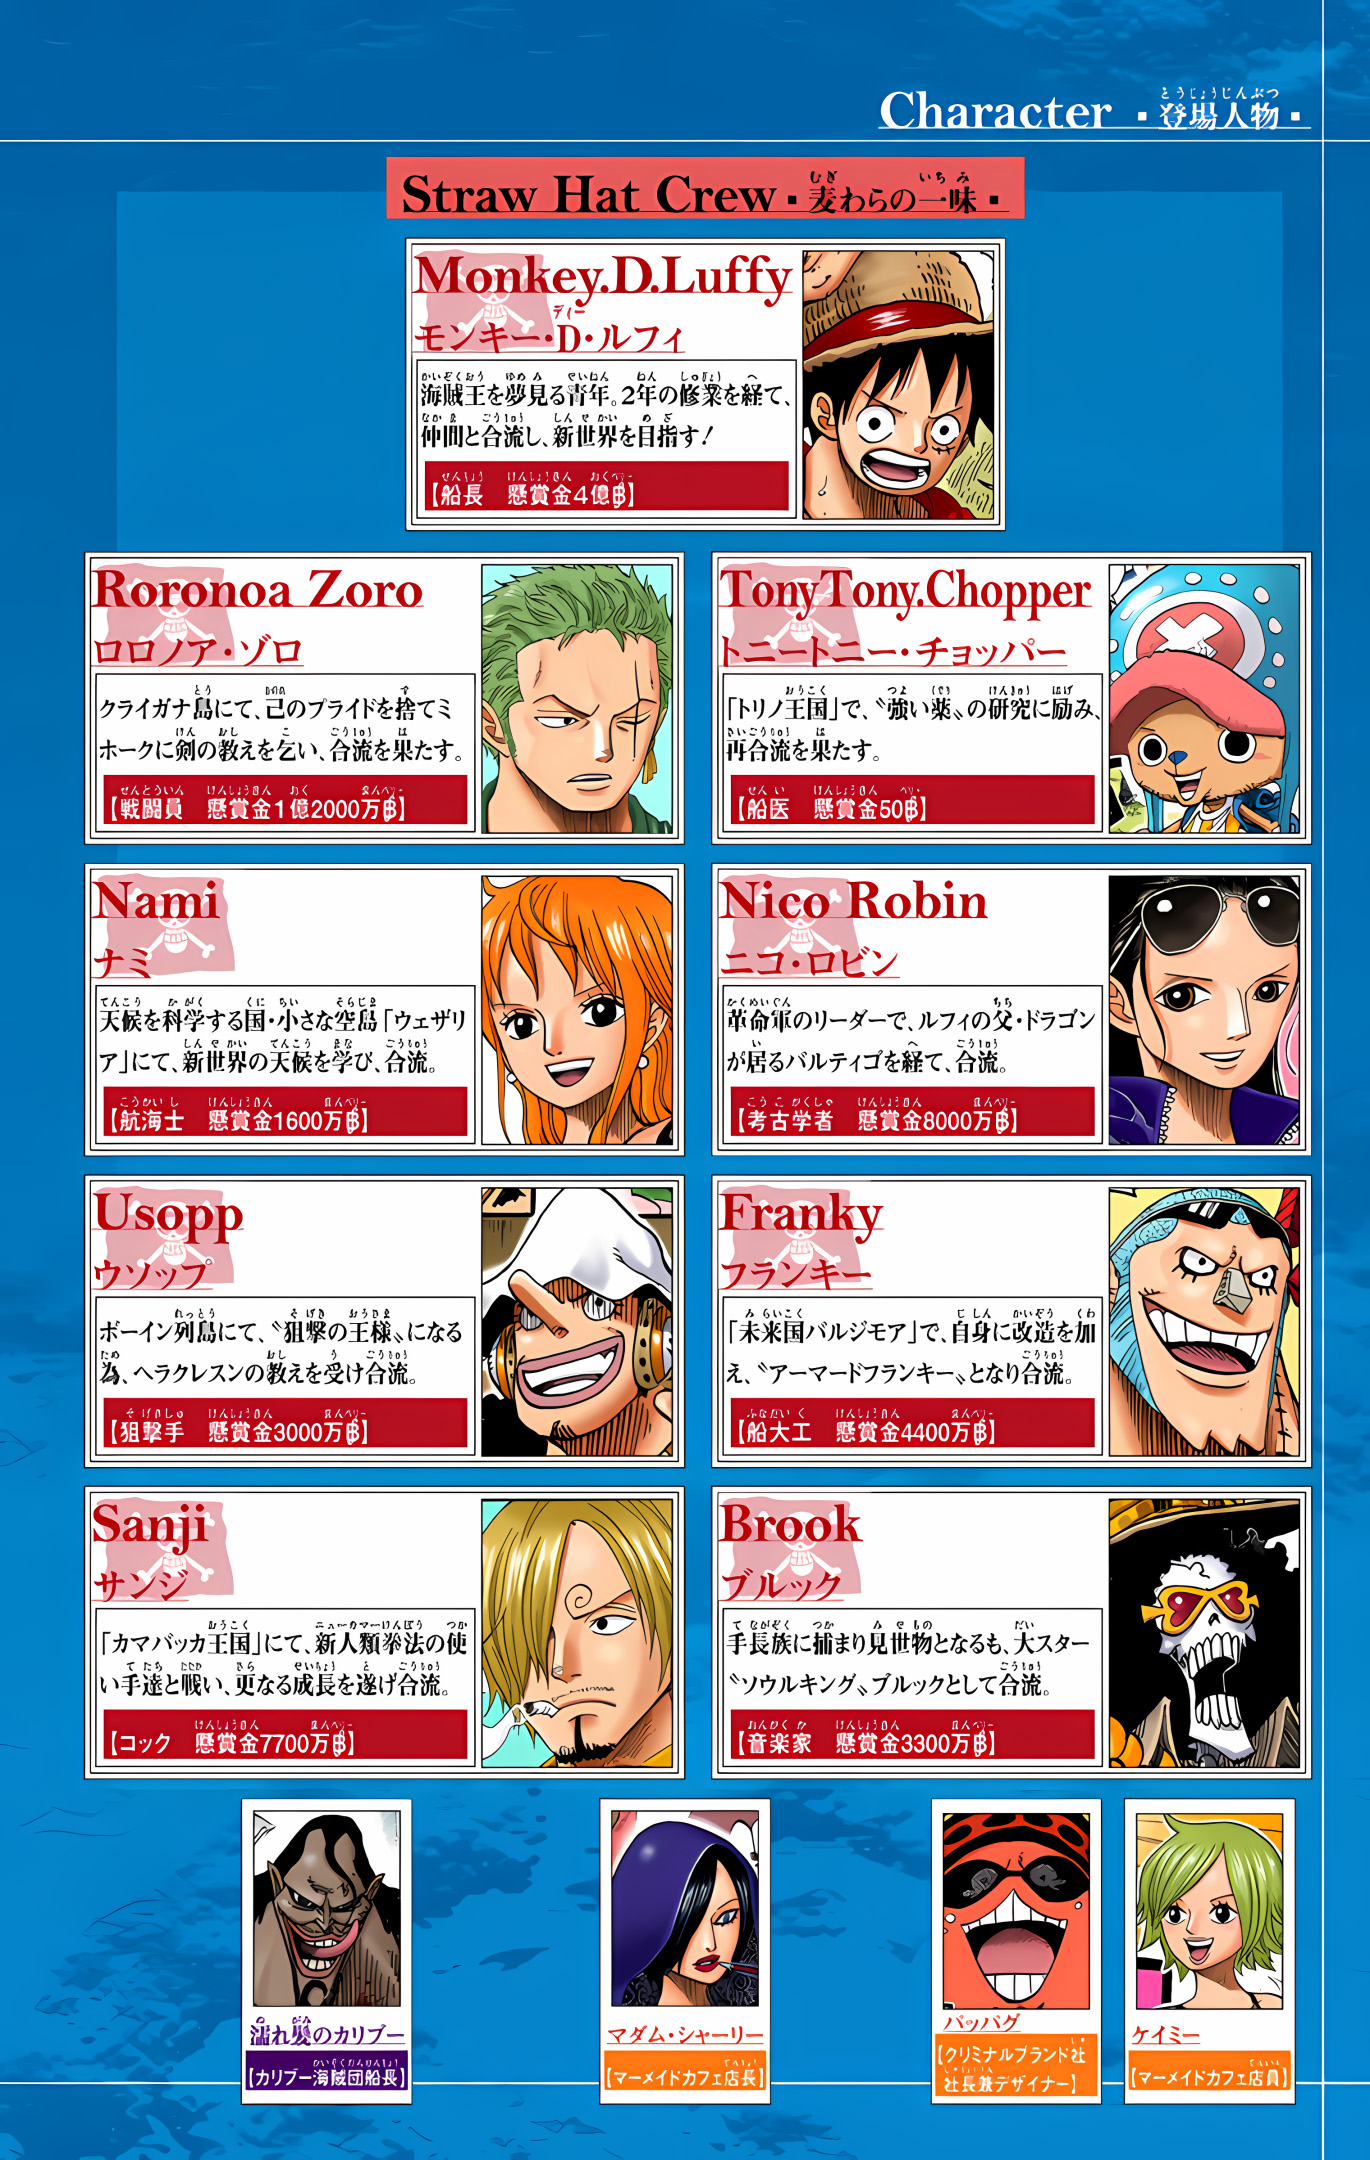 Character ・登場人物・
Straw Hat Crew・麦わらの一味・
Monkey.D.Luffy
モンキー・D・ルフィ
海賊王を夢見る青年。2年の修業を経て、
仲間と合流し、新世界を目指す!
【船長　懸賞金4億฿】
Roronoa Zoro
ロロノア・ゾロ
クライガナ島にて、己のプライドを捨てミ
ホークに剣の教えを乞い、合流を果たす。
【戦闘員　懸賞金1億2000万฿】
TonyTony.Chopper
トニートニー・チョッパー
「トリノ王国」で、〝強い薬〟の研究に励み、
再合流を果たす。
【船医　懸賞金50฿】
Nami
ナミ
天候を科学する国・小さな空島「ウェザリ
ア」にて、新世界の天候を学び、合流。
【航海士　懸賞金1600万฿】
Nico Robin
ニコ・ロビン
革命軍のリーダーで、ルフィの父・ドラゴン
が居るバルティゴを経て、合流。
【考古学者　懸賞金8000万฿】
Usopp
ウソップ
ボーイン列島にて、〝狙撃の王様〟になる
為、ヘラクレスンの教えを受け合流。
【狙撃手　懸賞金3000万฿】
Franky
フランキー
「未来国バルジモア」で、自身に改造を加
え、〝アーマードフランキー〟となり合流。
【船大工　懸賞金4400万฿】
Sanji
サンジ
「カマバッカ王国」にて、新人類拳法の使
い手達と戦い、更なる成長を遂げ合流。
【コック　懸賞金7700万฿】
Brook
ブルック
手長族に捕まり見世物となるも、大スター
〝ソウルキング〟ブルックとして合流。
【音楽家　懸賞金3300万฿】
濡れ髪のカリブー
【カリブー海賊団船長】
マダム・シャーリー
【マーメイドカフェ店長】
パッパグ
【クリミナルブランド社
社長兼デザイナー】
ケイミー
【マーメイドカフェ店員】